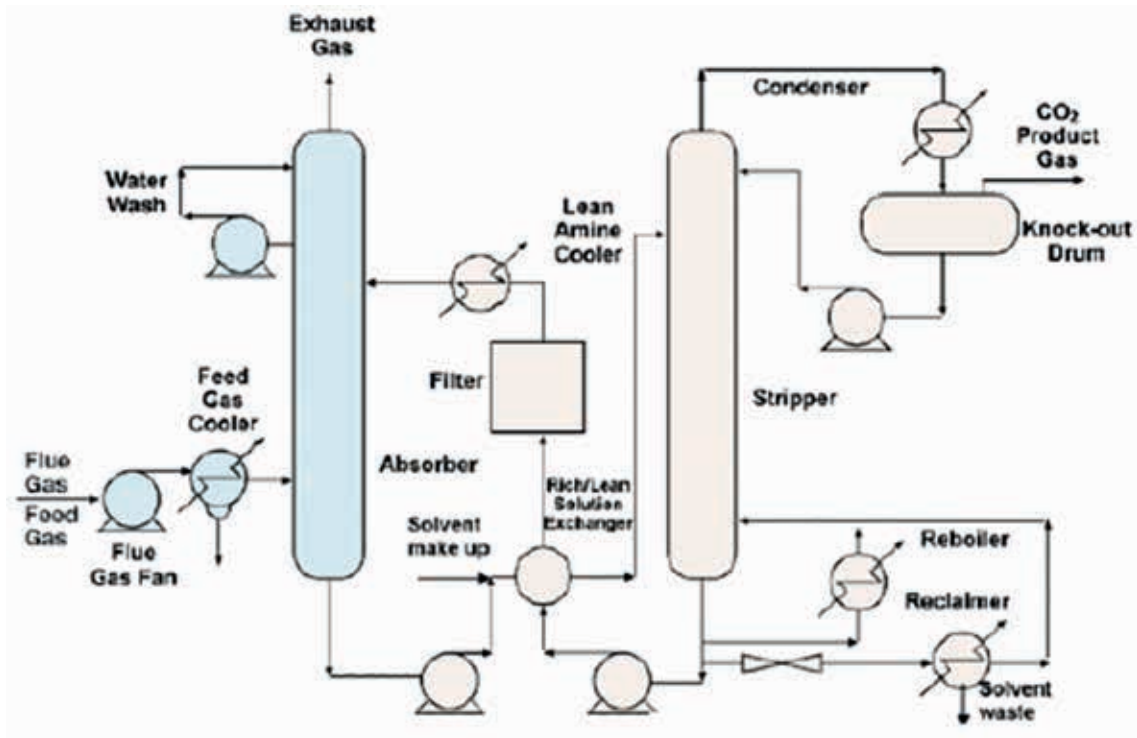 Exhaust
Gas
Condenser
CO₂
Product
Gas
Water
Wash
Lean
Amine
Cooler
Knock-out
Drum
Feed
Gas
Cooler
Filter
Stripper
Flue
Gas
Absorber
Food
Gas
Flue
Gas Fan
Rich/Lean
Solution
Exchanger
Solvent
make up
Reboiler
Reclaimer
Solvent
waste